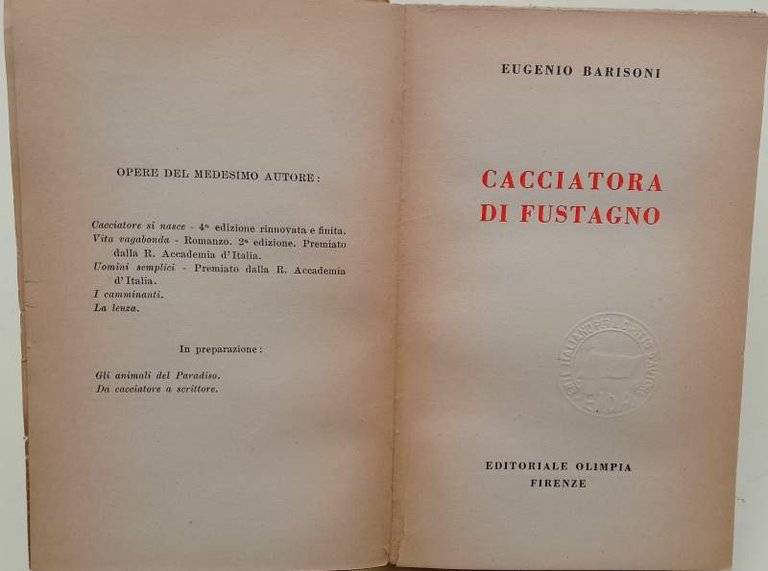 OPERE DEL MEDESIMO AUTORE:
Cacciatore si nasce - 4ª edizione rinnovata e finita.
Vita vagabonda - Romanzo. 2ª edizione. Premiato
dalla R. Accademia d'Italia.
Uomini semplici - Premiato dalla R. Accademia
d'Italia.
I camminanti.
La lenza.
In preparazione:
Gli animali del Paradiso.
Da cacciatore a scrittore.
EUGENIO BARISONI
CACCIATORA
DI FUSTAGNO
EDITORIALE OLIMPIA
FIRENZE